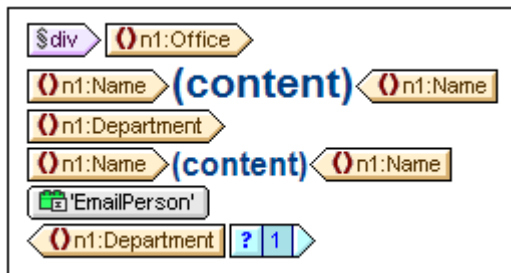 §div ()n1:Office
()n1:Name (content) ()n1:Name
()n1:Department
()n1:Name (content) ()n1:Name
'EmailPerson'
()n1:Department ? 1